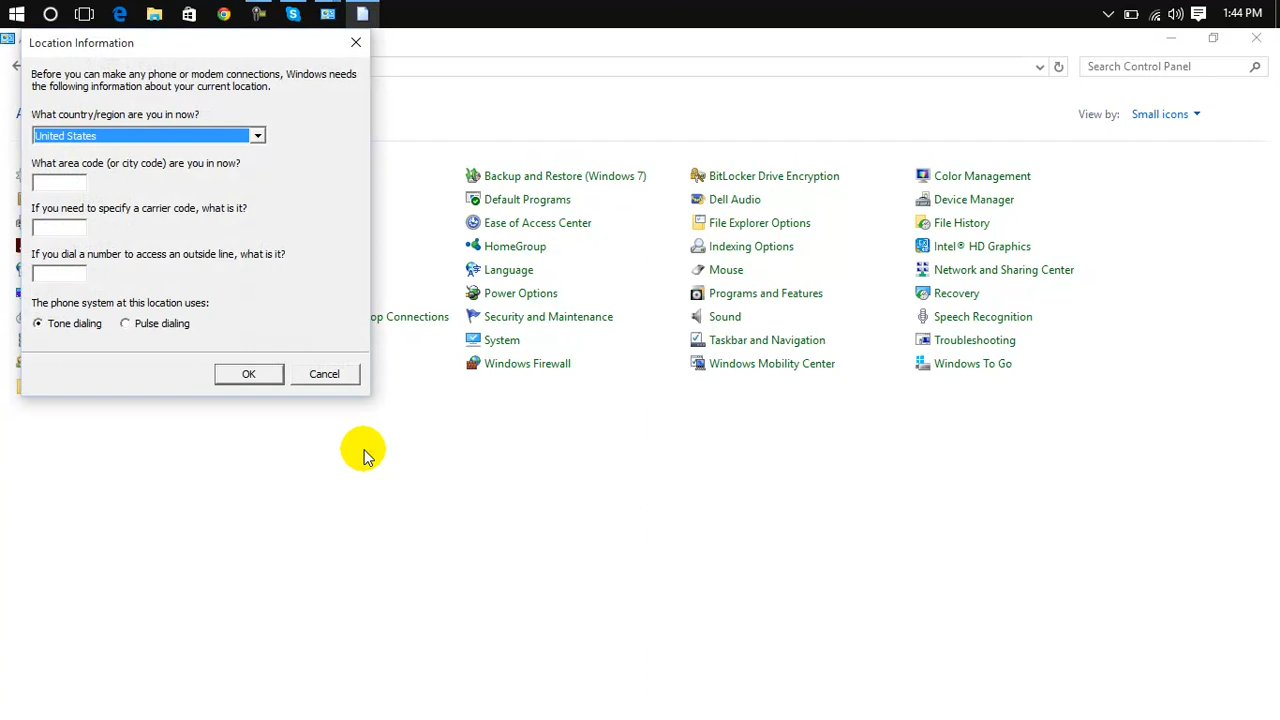 1:44 PM
Location Information
Before you can make any phone or modem connections, Windows needs
the following information about your current location.
What country/region are you in now?
United States
What area code (or city code) are you in now?
If you need to specify a carrier code, what is it?
If you dial a number to access an outside line, what is it?
The phone system at this location uses:
Tone dialing Pulse dialing
OK Cancel
Search Control Panel
View by: Small icons
Backup and Restore (Windows 7) BitLocker Drive Encryption Color Management
Default Programs Dell Audio Device Manager
Ease of Access Center File Explorer Options File History
HomeGroup Indexing Options Intel® HD Graphics
Language Mouse Network and Sharing Center
Power Options Programs and Features Recovery
Connections Security and Maintenance Sound Speech Recognition
System Taskbar and Navigation Troubleshooting
Windows Firewall Windows Mobility Center Windows To Go